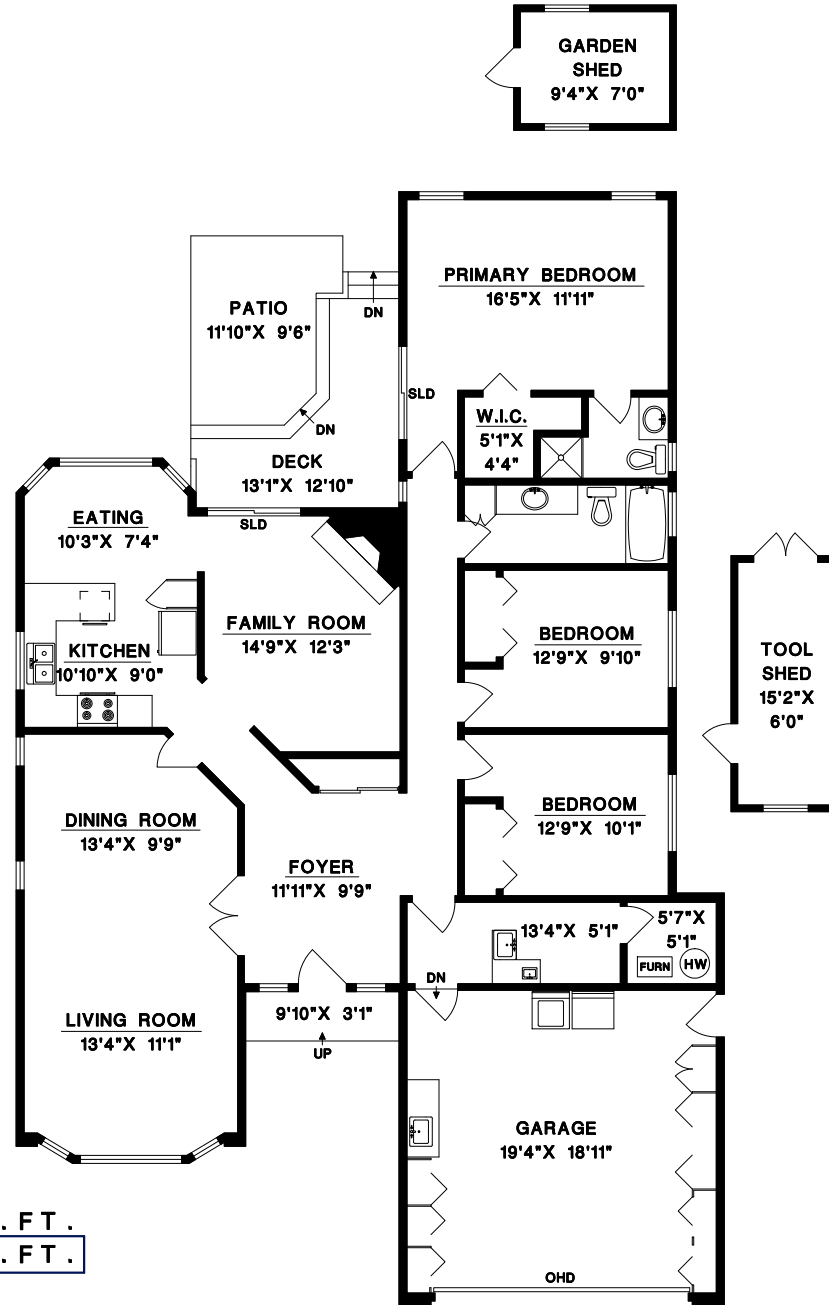 GARDEN
SHED
9'4"X 7'0"
PRIMARY BEDROOM
16'5"X 11'11"
PATIO
11'10"X 9'6"
DN
SLD
DN
W.I.C.
5'1"X
4'4"
DECK
13'1"X 12'10"
SLD
EATING
10'3"X 7'4"
FAMILY ROOM
14'9"X 12'3"
KITCHEN
10'10"X 9'0"
BEDROOM
12'9"X 9'10"
TOOL
SHED
15'2"X
6'0"
DINING ROOM
13'4"X 9'9"
BEDROOM
12'9"X 10'1"
FOYER
11'11"X 9'9"
13'4"X 5'1"
5'7"X
5'1"
FURN
HW
DN
9'10"X 3'1"
UP
LIVING ROOM
13'4"X 11'1"
GARAGE
19'4"X 18'11"
OHD
.FT.
.FT.